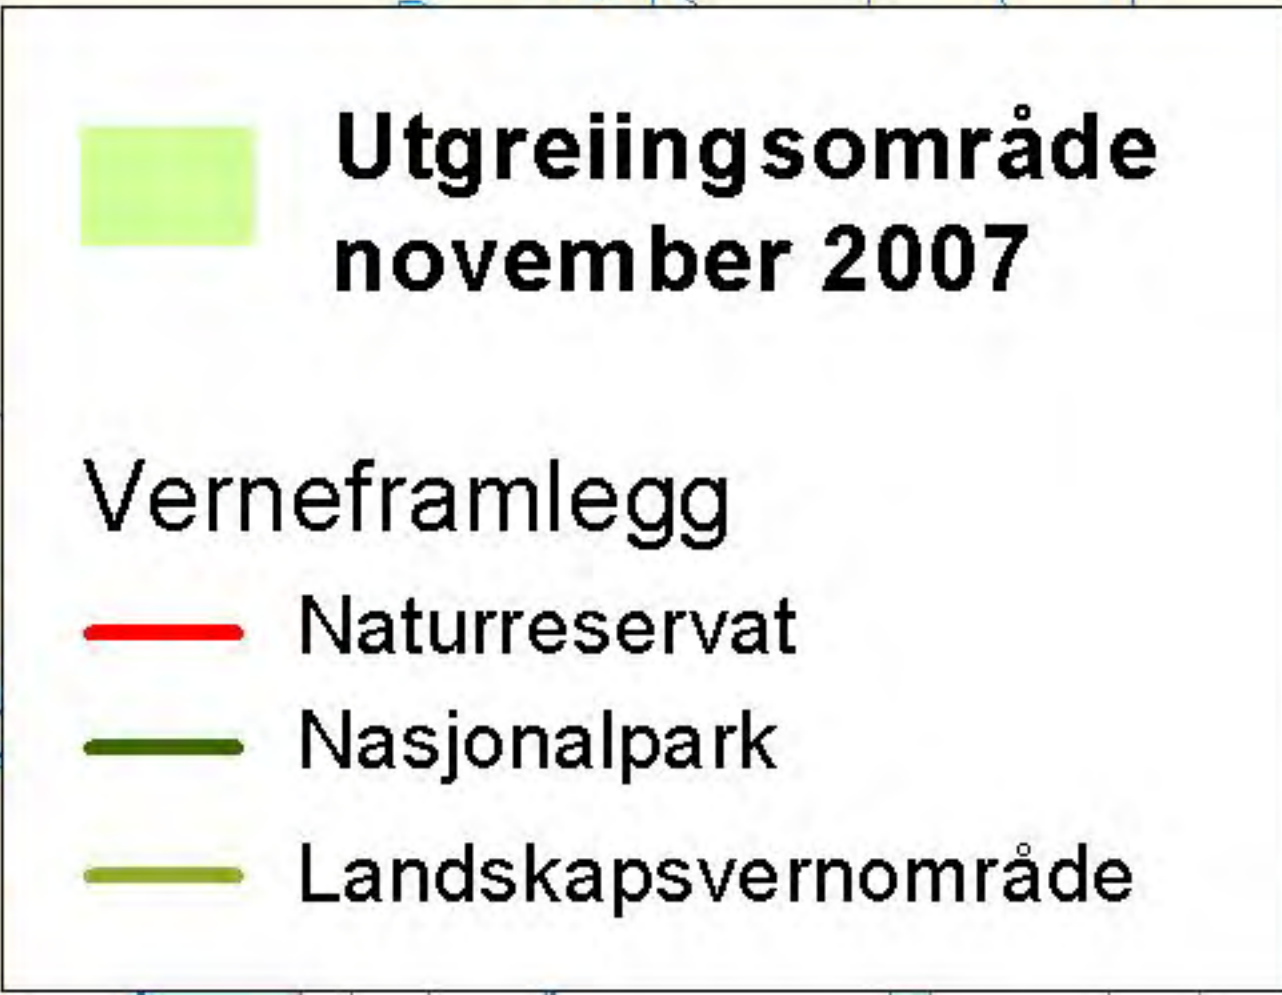 Utgreiingsområde
november 2007
Verneframlegg
Naturreservat
Nasjonalpark
Landskapsvernområde